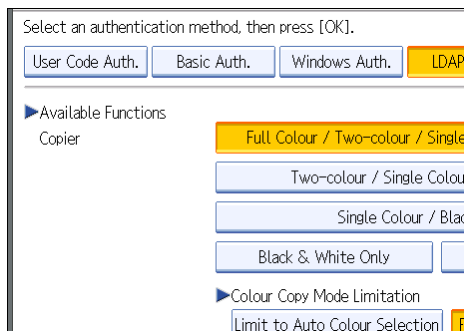 Select an authentication method, then press [OK].
User Code Auth. Basic Auth. Windows Auth. LDAP
Available Functions
Copier Full Colour / Two-colour / Single
Two-colour / Single Colou
Single Colour / Blac
Black & White Only
Colour Copy Mode Limitation
Limit to Auto Colour Selection